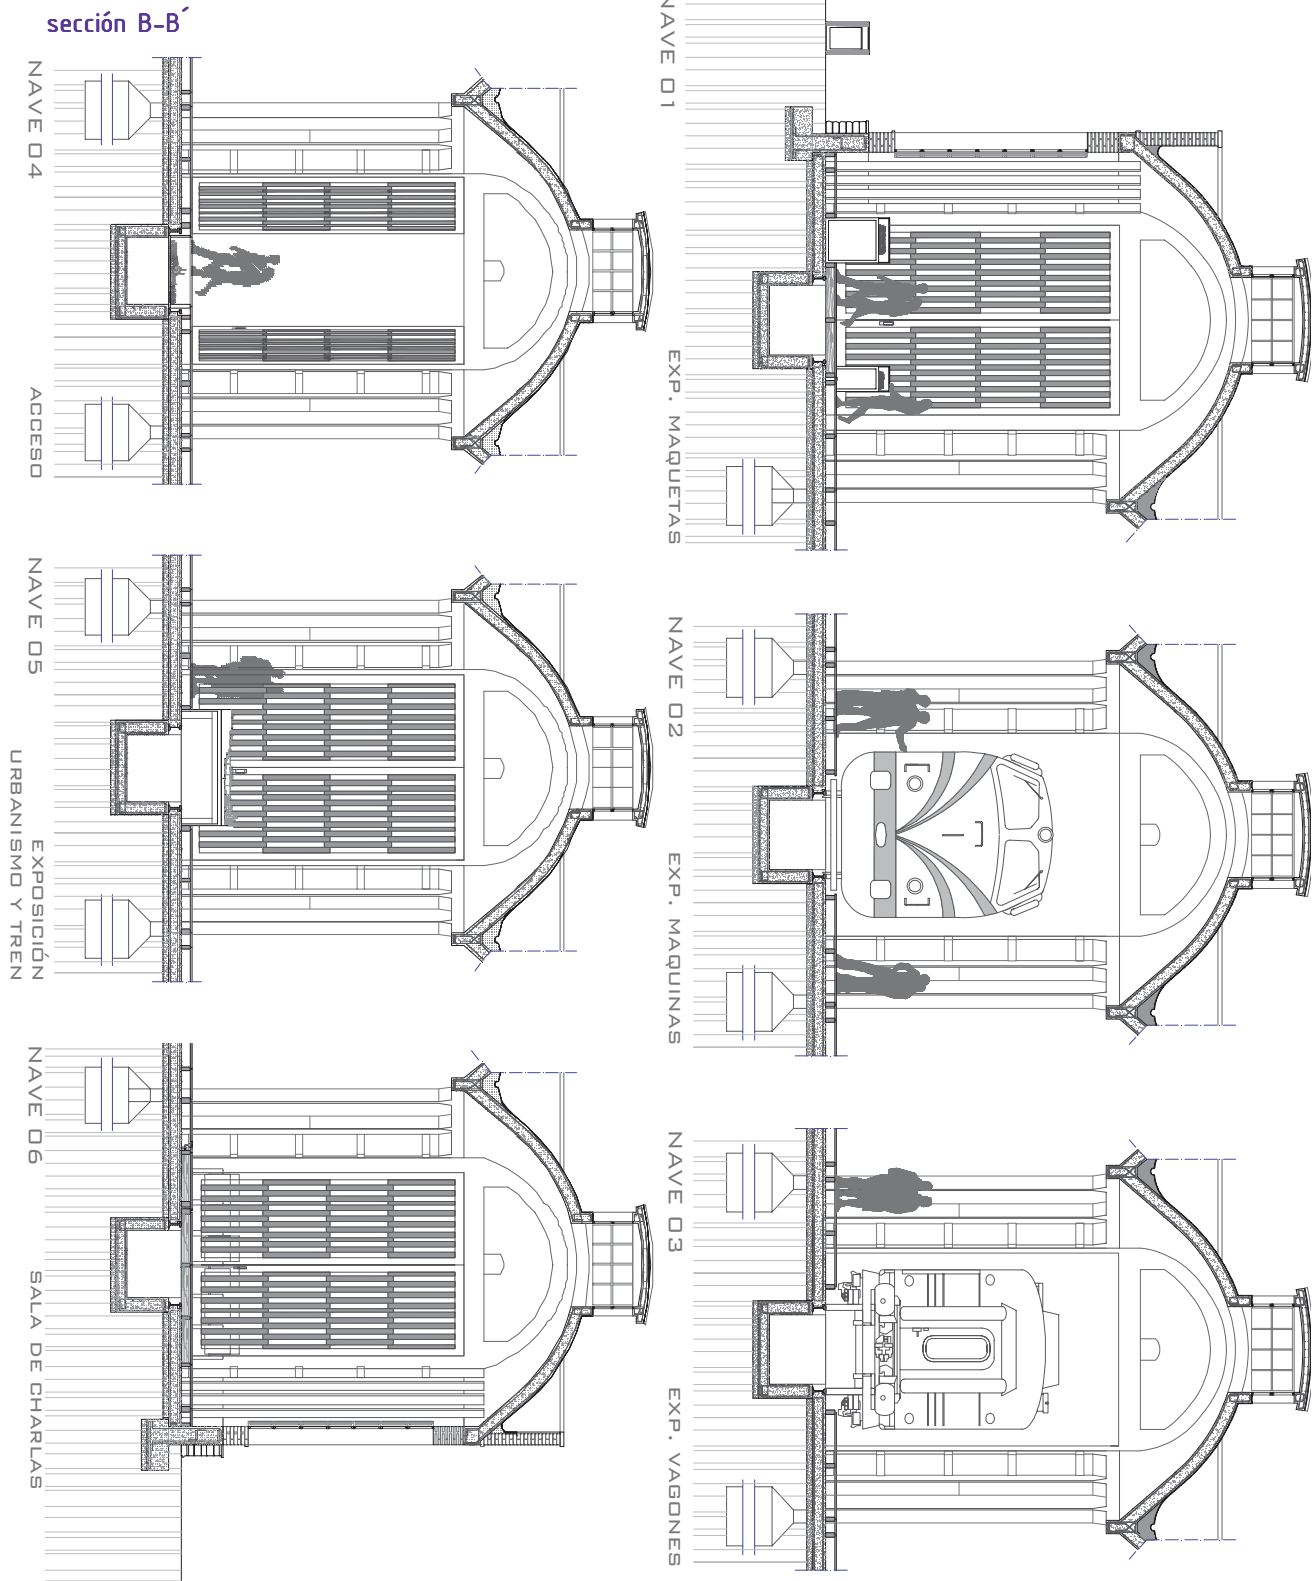 sección B-B´
NAVE 01
EXP. MAQUETAS
NAVE 02
EXP. MAQUINAS
NAVE 03
EXP. VAGONES
NAVE 04
ACCESO
NAVE 05
EXPOSICIÓN
URBANISMO Y TREN
NAVE 06
SALA DE CHARLAS